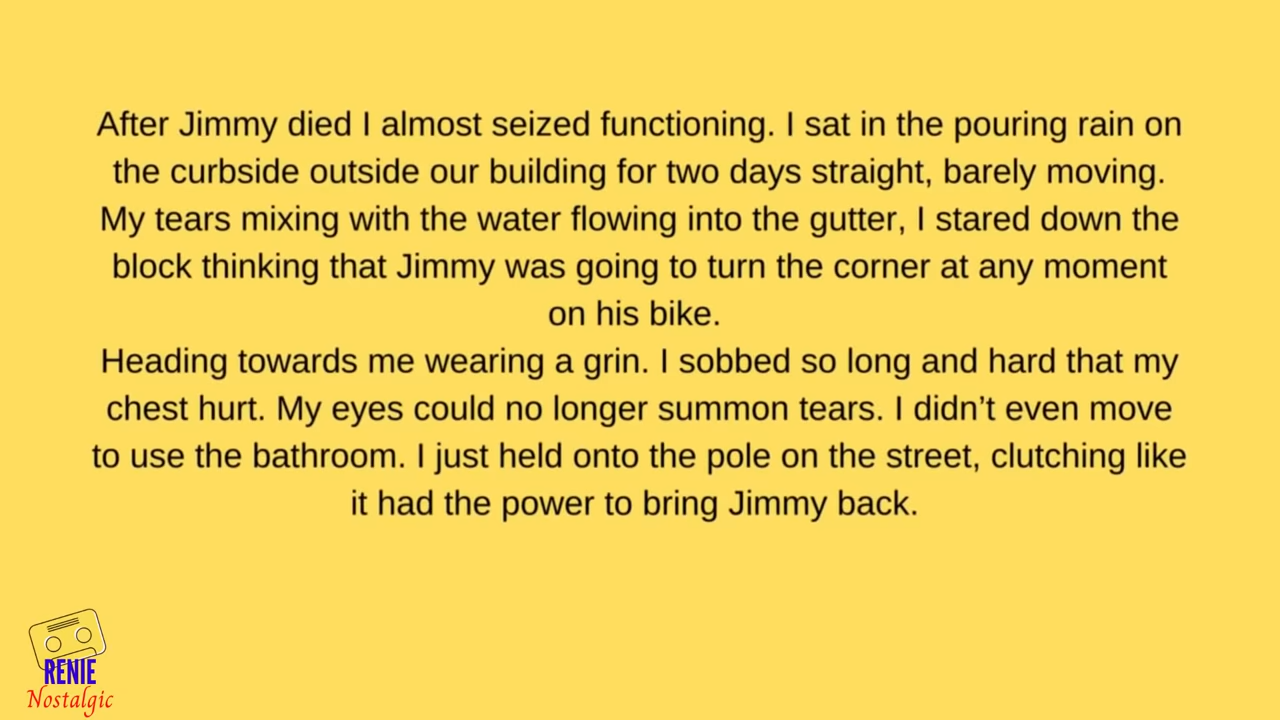 After Jimmy died I almost seized functioning. I sat in the pouring rain on
the curbside outside our building for two days straight, barely moving.
My tears mixing with the water flowing into the gutter, I stared down the
block thinking that Jimmy was going to turn the corner at any moment
on his bike.
Heading towards me wearing a grin. I sobbed so long and hard that my
chest hurt. My eyes could no longer summon tears. I didn’t even move
to use the bathroom. I just held onto the pole on the street, clutching like
it had the power to bring Jimmy back.
RENIE
Nostalgic